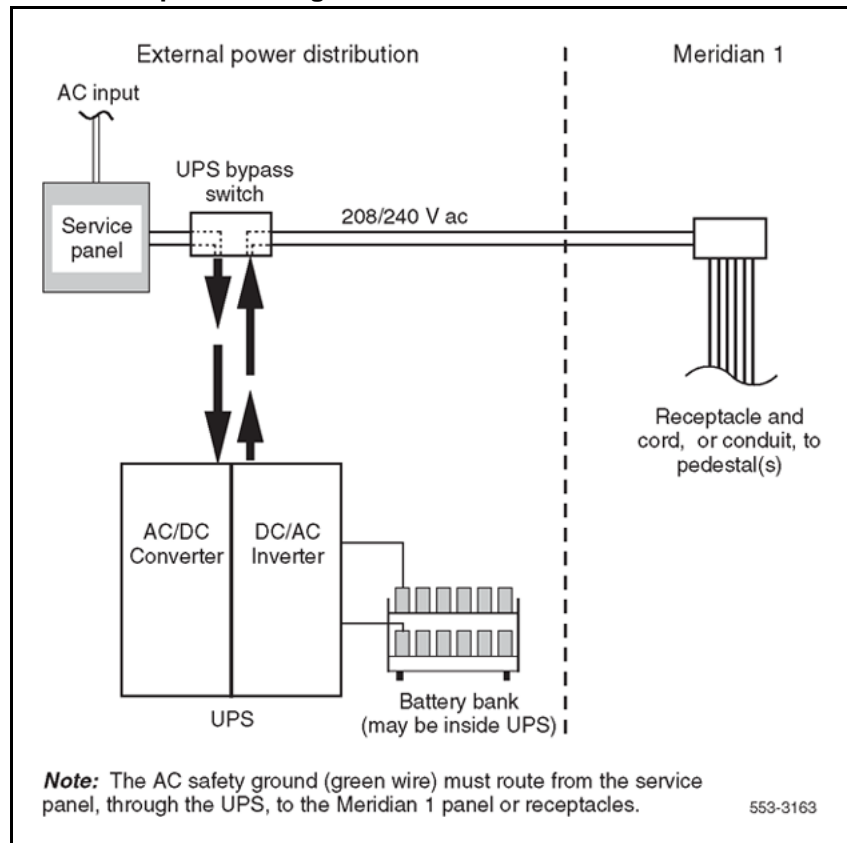 External power distribution
Meridian 1
AC input
UPS bypass
switch
208/240 V ac
Service
panel
Receptacle and
cord, or conduit, to
pedestal(s)
AC/DC
Converter
DC/AC
Inverter
Battery bank
(may be inside UPS)
UPS
Note: The AC safety ground (green wire) must route from the service
panel, through the UPS, to the Meridian 1 panel or receptacles.
553-3163